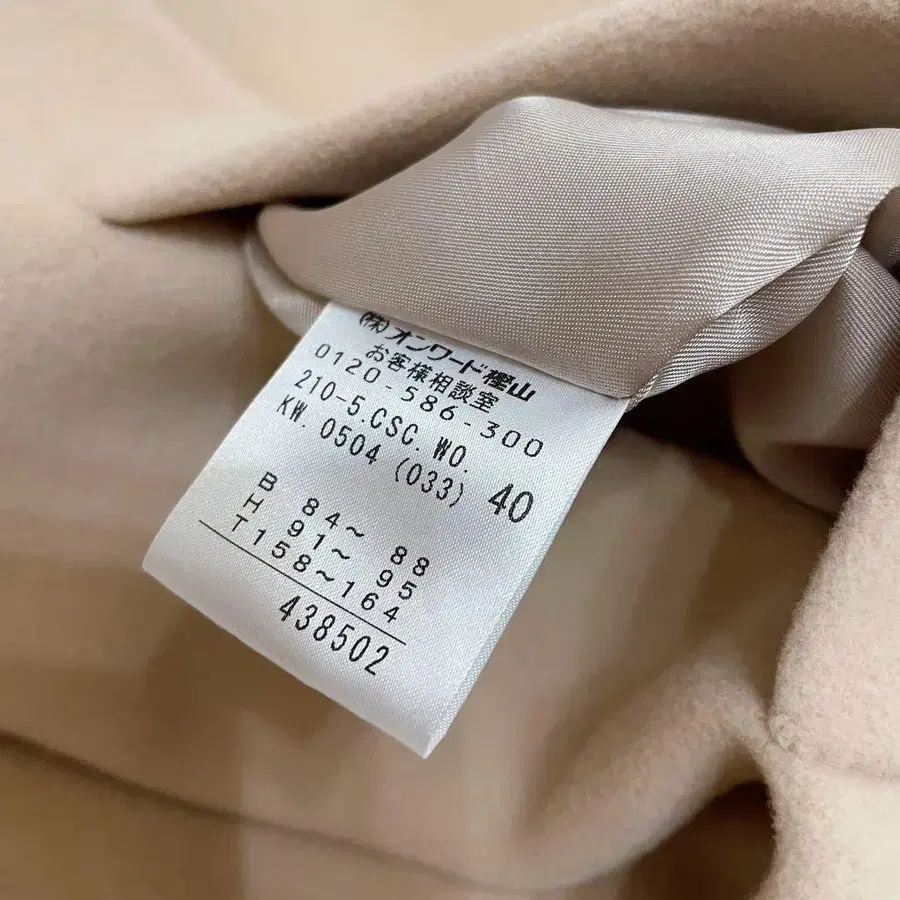 (株)オンワード樫山
お客様相談室
0120-586-300
210-5.CSC.WO.
KW.0504(033) 40
B 84~ 88
H 91~ 95
T158~164
438502